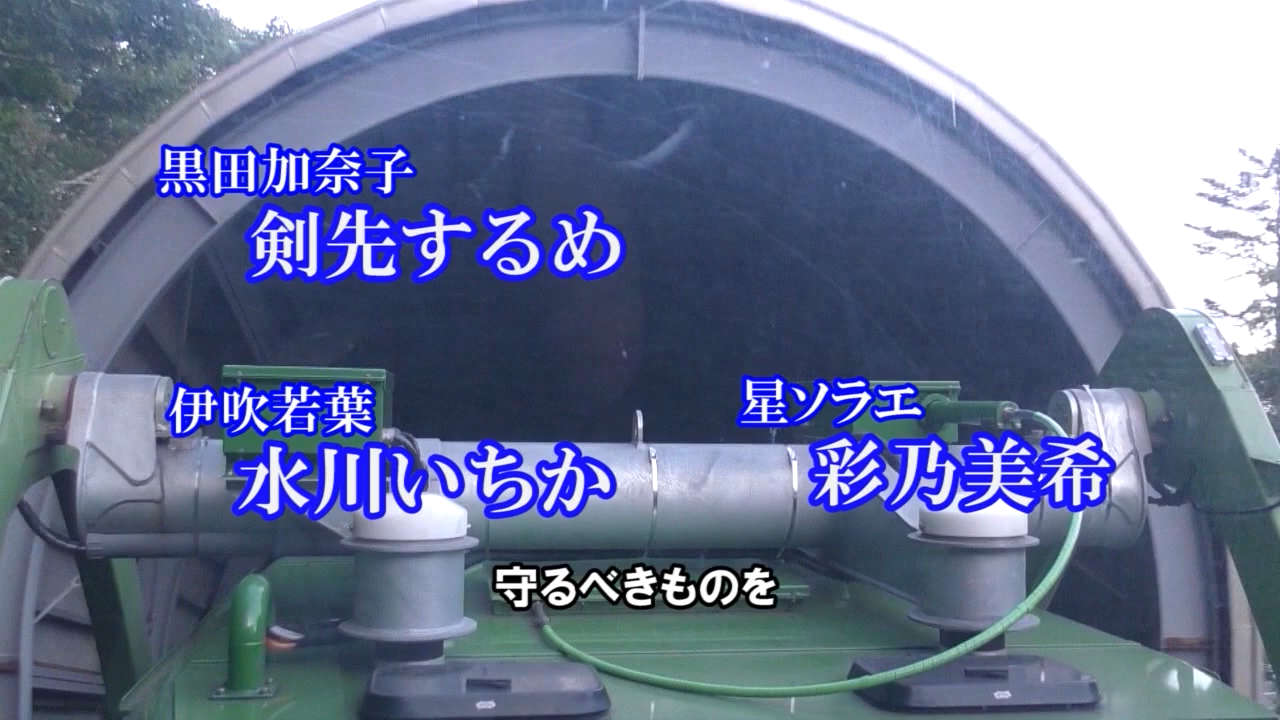 黒田加奈子
剣先するめ
伊吹若葉
水川いちか
星ソラエ
彩乃美希
守るべきものを